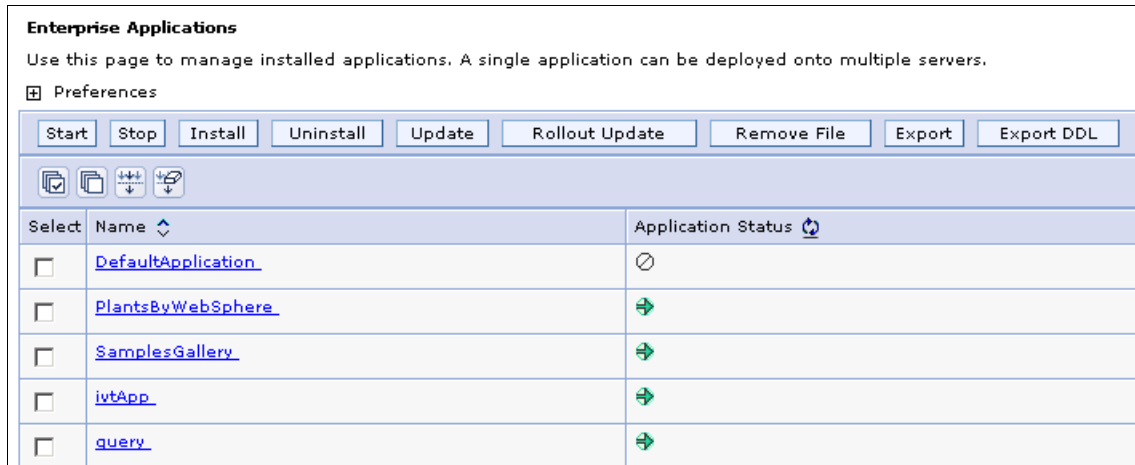 Enterprise Applications
Use this page to manage installed applications. A single application can be deployed onto multiple servers.
Preferences
Start Stop Install Uninstall Update Rollout Update Remove File Export Export DDL
Select Name Application Status
DefaultApplication
PlantsByWebSphere
SamplesGallery
ivtApp
query